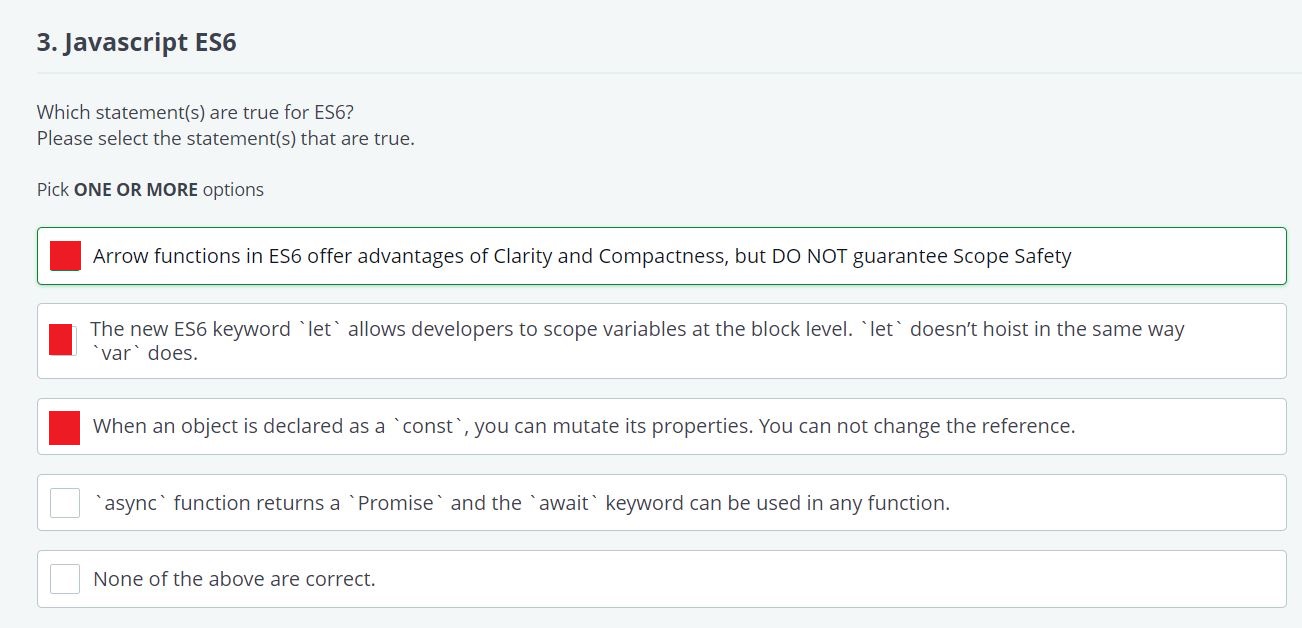 3. Javascript ES6
Which statement(s) are true for ES6?
Please select the statement(s) that are true.
Pick ONE OR MORE options
Arrow functions in ES6 offer advantages of Clarity and Compactness, but DO NOT guarantee Scope Safety
The new ES6 keyword `let` allows developers to scope variables at the block level. `let` doesn’t hoist in the same way
`var` does.
When an object is declared as a `const`, you can mutate its properties. You can not change the reference.
`async` function returns a `Promise` and the `await` keyword can be used in any function.
None of the above are correct.